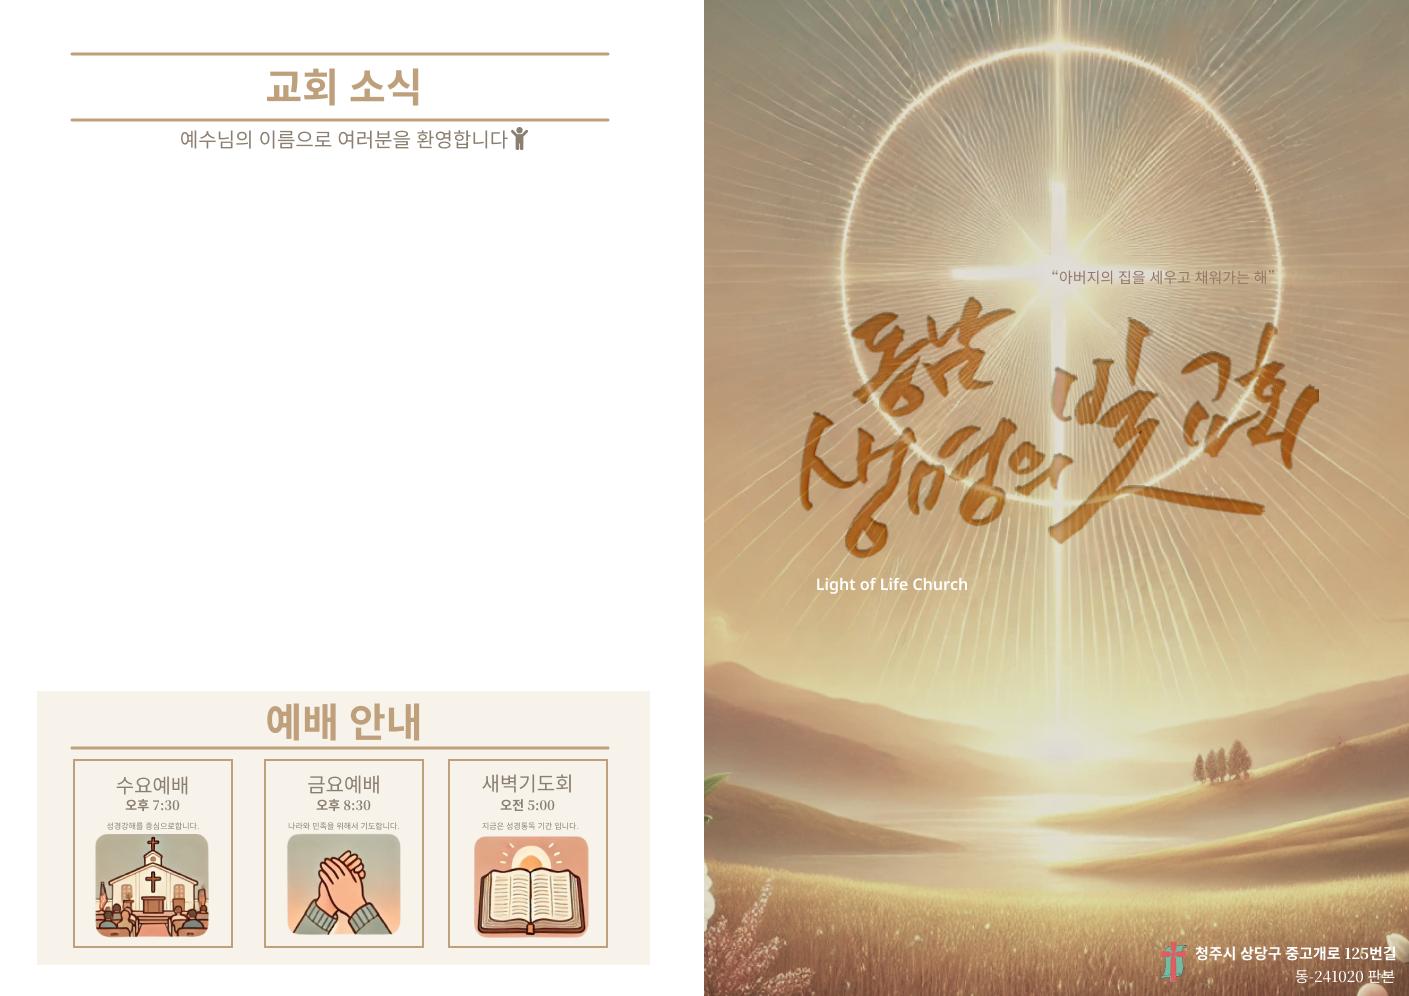 교회 소식
예수님의 이름으로 여러분을 환영합니다
예배 안내
수요예배
오후 7:30
성경강해를 중심으로합니다.
금요예배
오후 8:30
나라와 민족을 위해서 기도합니다.
새벽기도회
오전 5:00
지금은 성경통독 기간 입니다.
“아버지의 집을 세우고 채워가는 해”
동남
생명의 빛 교회
Light of Life Church
청주시 상당구 중고개로 125번길
동-241020 판본